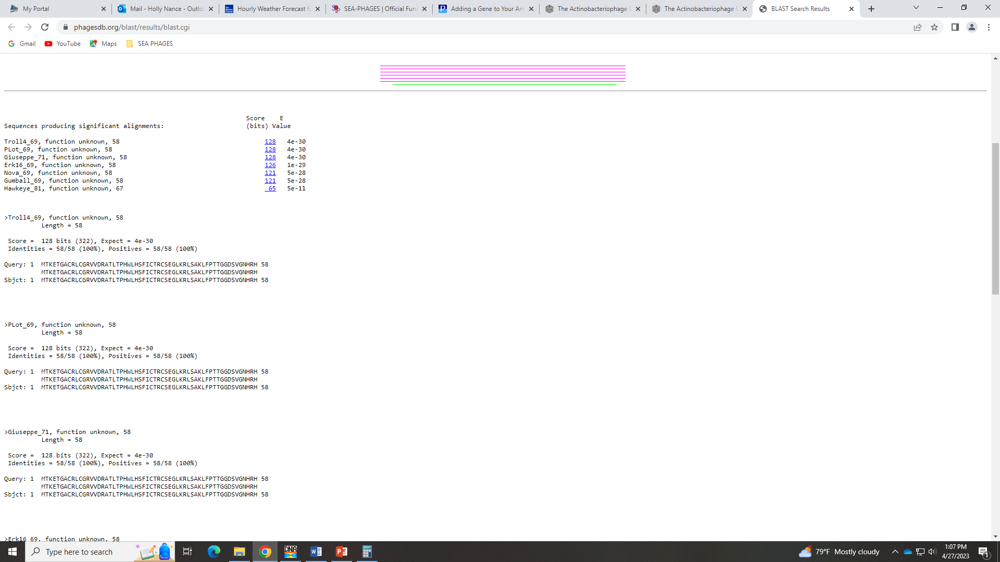 My Portal
Mail - Holly Nance - Outlo
Hourly Weather Forecast f
SEA-PHAGES | Official Fun
Adding a Gene to Your An
The Actinobacteriophage
The Actinobacteriophage
BLAST Search Results
phagesdb.org/blast/results/blast.cgi
Gmail YouTube Maps SEA PHAGES
Score E
Sequences producing significant alignments: (bits) Value
Troll4_69, function unknown, 58 128 4e-30
PLot_69, function unknown, 58 128 4e-30
Giuseppe_71, function unknown, 58 128 4e-30
Erk16_69, function unknown, 58 126 1e-29
Nova_69, function unknown, 58 121 5e-28
Gumball_69, function unknown, 58 121 5e-28
Hawkeye_81, function unknown, 67 65 5e-11
>Troll4_69, function unknown, 58
Length = 58
Score = 128 bits (322), Expect = 4e-30
Identities = 58/58 (100%), Positives = 58/58 (100%)
Query: 1 MTKETGACRLCGRVVDRATLTPHWLHSFICTRCSEGLKRLSAKLFPTTGGDSVGNHRH 58
MTKETGACRLCGRVVDRATLTPHWLHSFICTRCSEGLKRLSAKLFPTTGGDSVGNHRH
Sbjct: 1 MTKETGACRLCGRVVDRATLTPHWLHSFICTRCSEGLKRLSAKLFPTTGGDSVGNHRH 58
>PLot_69, function unknown, 58
Length = 58
Score = 128 bits (322), Expect = 4e-30
Identities = 58/58 (100%), Positives = 58/58 (100%)
Query: 1 MTKETGACRLCGRVVDRATLTPHWLHSFICTRCSEGLKRLSAKLFPTTGGDSVGNHRH 58
MTKETGACRLCGRVVDRATLTPHWLHSFICTRCSEGLKRLSAKLFPTTGGDSVGNHRH
Sbjct: 1 MTKETGACRLCGRVVDRATLTPHWLHSFICTRCSEGLKRLSAKLFPTTGGDSVGNHRH 58
>Giuseppe_71, function unknown, 58
Length = 58
Score = 128 bits (322), Expect = 4e-30
Identities = 58/58 (100%), Positives = 58/58 (100%)
Query: 1 MTKETGACRLCGRVVDRATLTPHWLHSFICTRCSEGLKRLSAKLFPTTGGDSVGNHRH 58
MTKETGACRLCGRVVDRATLTPHWLHSFICTRCSEGLKRLSAKLFPTTGGDSVGNHRH
Sbjct: 1 MTKETGACRLCGRVVDRATLTPHWLHSFICTRCSEGLKRLSAKLFPTTGGDSVGNHRH 58
>Erk16_69, function unknown, 58
Type here to search
DNA
79°F Mostly cloudy
1:07 PM
4/27/2023
1